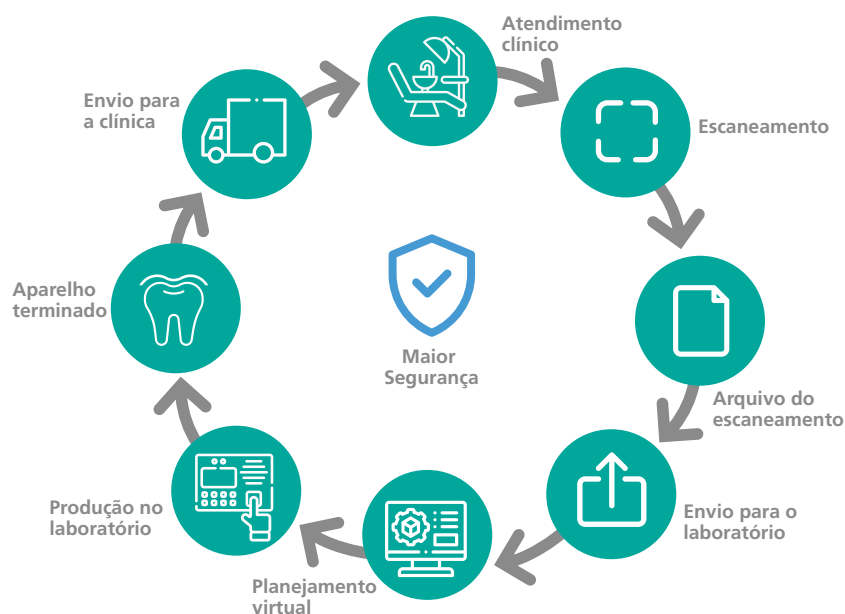 Atendimento
clínico
Escaneamento
Arquivo do
escaneamento
Envio para o
laboratório
Planejamento
virtual
Produção no
laboratório
Aparelho
terminado
Envio para
a clínica
Maior
Segurança